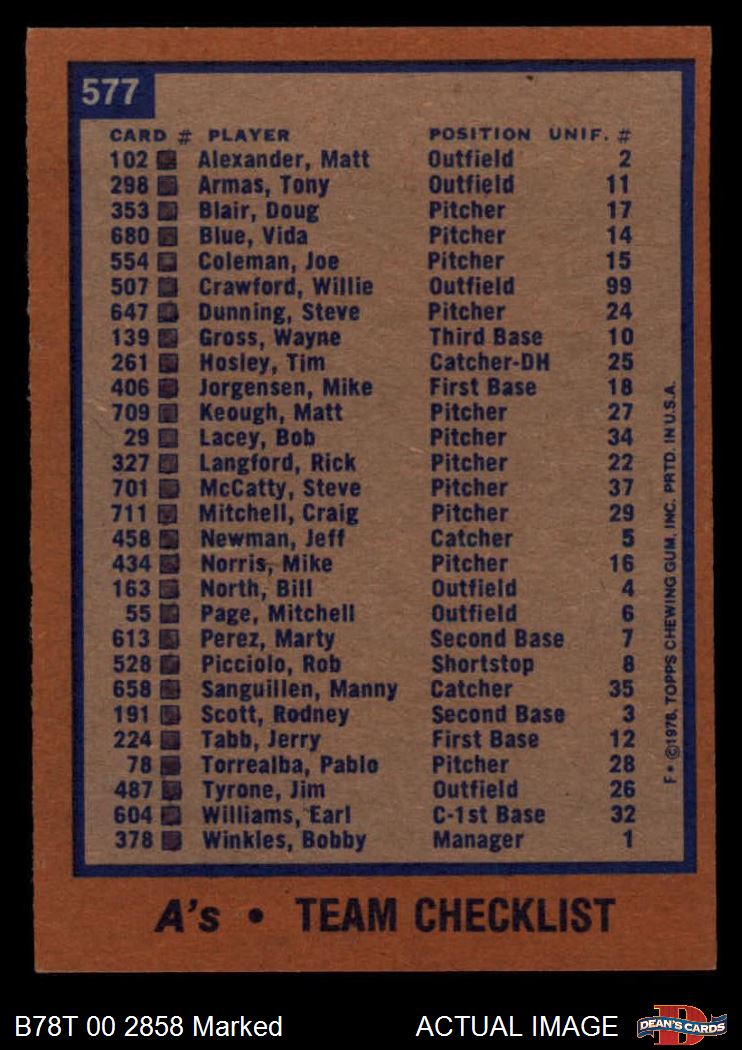 577
CARD # PLAYER POSITION UNIF. #
102 Alexander, Matt Outfield 2
298 Armas, Tony Outfield 11
353 Blair, Doug Pitcher 17
680 Blue, Vida Pitcher 14
554 Coleman, Joe Pitcher 15
507 Crawford, Willie Outfield 99
647 Dunning, Steve Pitcher 24
139 Gross, Wayne Third Base 10
261 Hosley, Tim Catcher-DH 25
406 Jorgensen, Mike First Base 18
709 Keough, Matt Pitcher 27
29 Lacey, Bob Pitcher 34
327 Langford, Rick Pitcher 22
701 McCatty, Steve Pitcher 37
711 Mitchell, Craig Pitcher 29
458 Newman, Jeff Catcher 5
434 Norris, Mike Pitcher 16
163 North, Bill Outfield 4
55 Page, Mitchell Outfield 6
613 Perez, Marty Second Base 7
528 Picciolo, Rob Shortstop 8
658 Sanguillen, Manny Catcher 35
191 Scott, Rodney Second Base 3
224 Tabb, Jerry First Base 12
78 Torrealba, Pablo Pitcher 28
487 Tyrone, Jim Outfield 26
604 Williams, Earl C-1st Base 32
378 Winkles, Bobby Manager 1
F • ©1978, TOPPS CHEWING GUM, INC. PRTD. IN U.S.A.
A's • TEAM CHECKLIST
B78T 00 2858 Marked ACTUAL IMAGE
DEAN'S CARDS